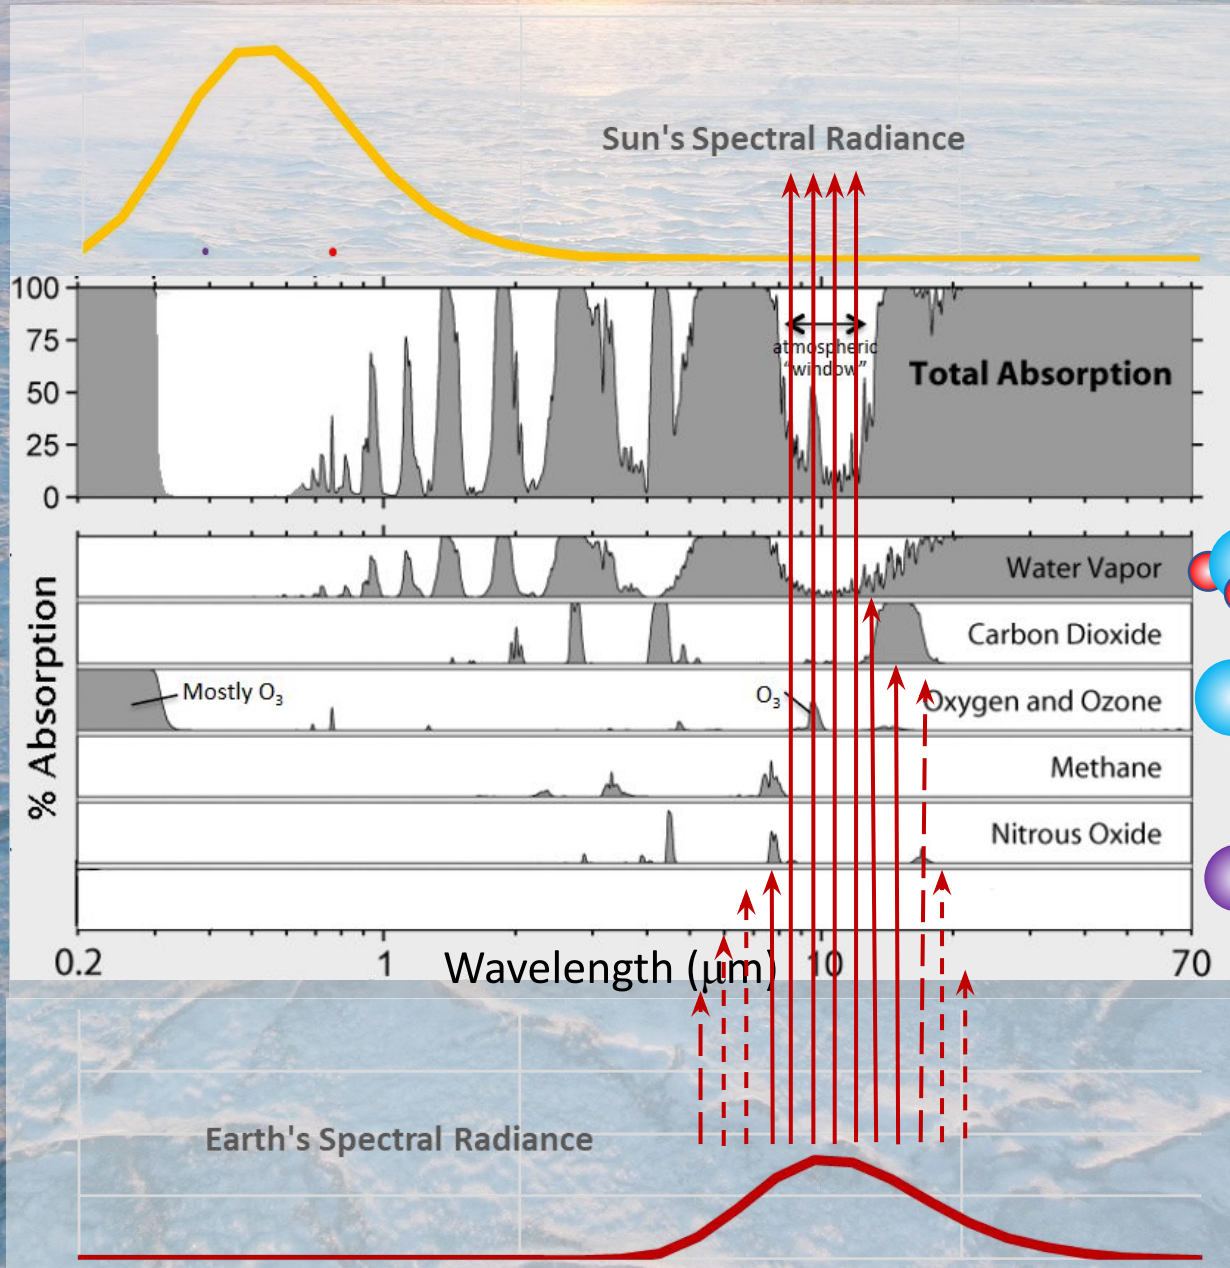 Sun's Spectral Radiance
100
75
50
25
0
atmospheric
“window”
Total Absorption
% Absorption
Water Vapor
Carbon Dioxide
Mostly O₃
O₃
Oxygen and Ozone
Methane
Nitrous Oxide
0.2
1
Wavelength (μm)
10
70
Earth's Spectral Radiance